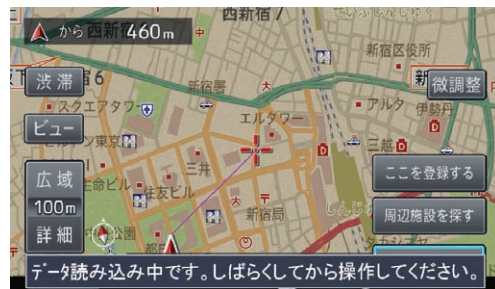 から 460m
西新宿7
新宿区役所
渋滞
微調整
新宿署
スクエアタワー
アルタ 伊勢丹
ビュー
エルタワー
三越
広域
三井
ここを登録する
100m
住友ビル
新宿局
周辺施設を探す
詳細
公園
データ読み込み中です。しばらくしてから操作してください。